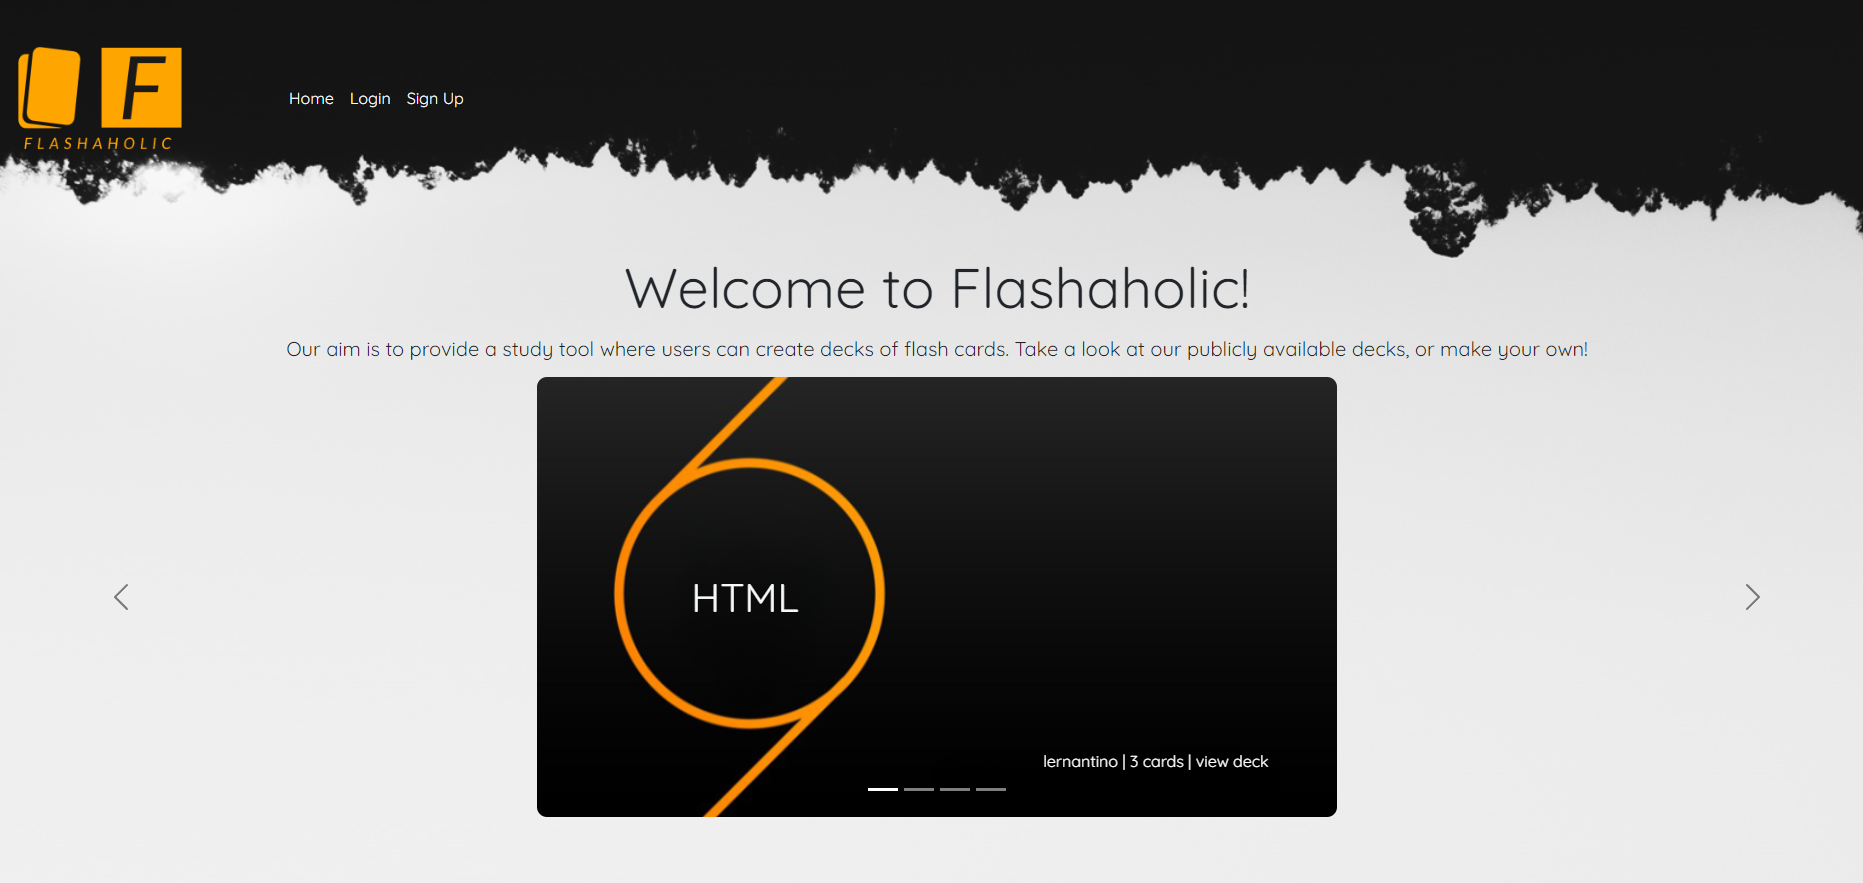 F
FLASHAHOLIC
Home Login Sign Up
Welcome to Flashaholic!
Our aim is to provide a study tool where users can create decks of flash cards. Take a look at our publicly available decks, or make your own!
HTML
lernantino | 3 cards | view deck